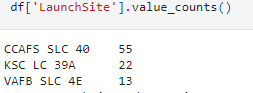 df['LaunchSite'].value_counts()
CCAFS SLC 40    55
KSC LC 39A      22
VAFB SLC 4E     13